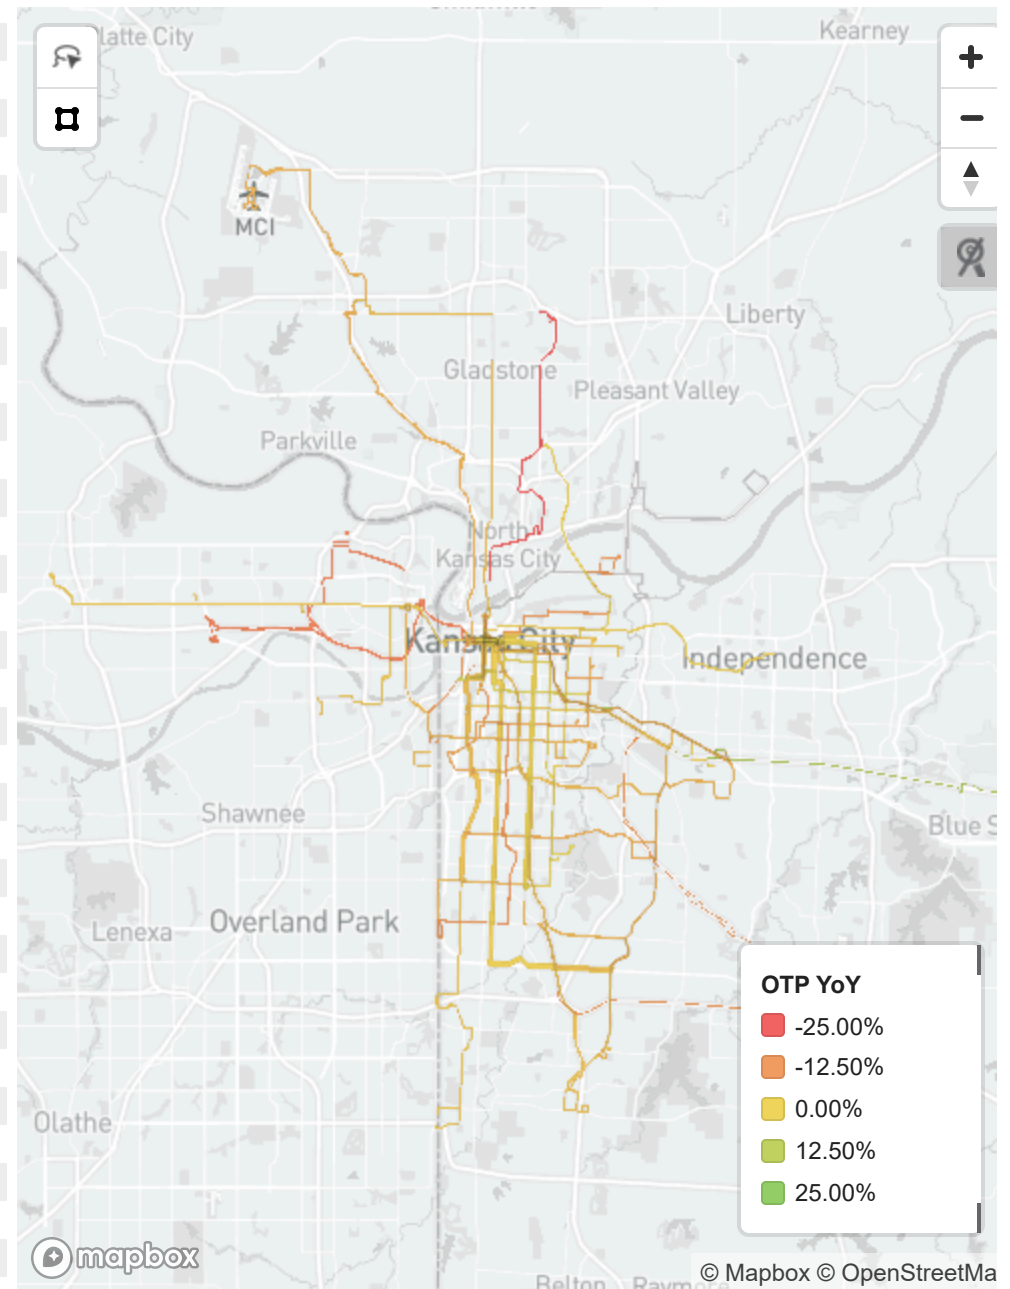 latte City
Kearney
MCI
Liberty
Gladstone
Pleasant Valley
Parkville
North
Kansas City
Kansas City
Independence
Shawnee
Blue S
Overland Park
Lenexa
OTP YoY
-25.00%
-12.50%
0.00%
12.50%
25.00%
Olathe
mapbox
© Mapbox © OpenStreetMa
Belton
Raymore